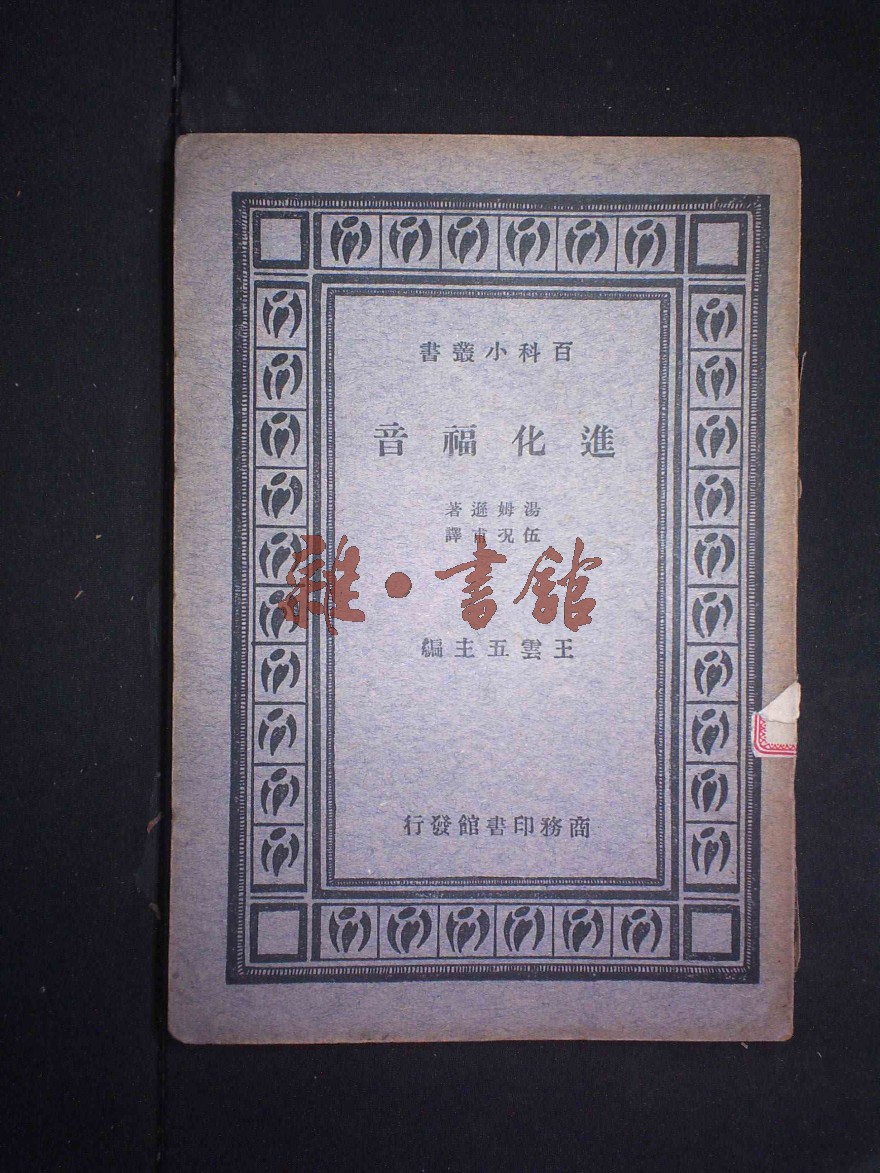 百科小叢書
進化福音
湯姆遜著
伍況甫譯
雜·書館
王雲五主編
商務印書館發行